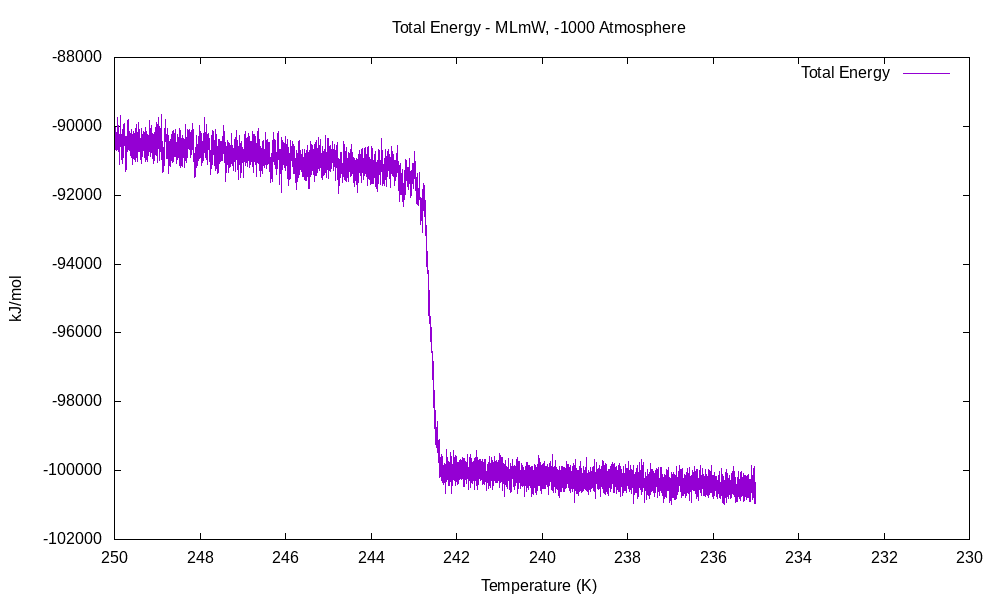 Total Energy - MLmW, -1000 Atmosphere
Total Energy
-88000
-90000
-92000
-94000
-96000
-98000
-100000
-102000
kJ/mol
250 248 246 244 242 240 238 236 234 232 230
Temperature (K)